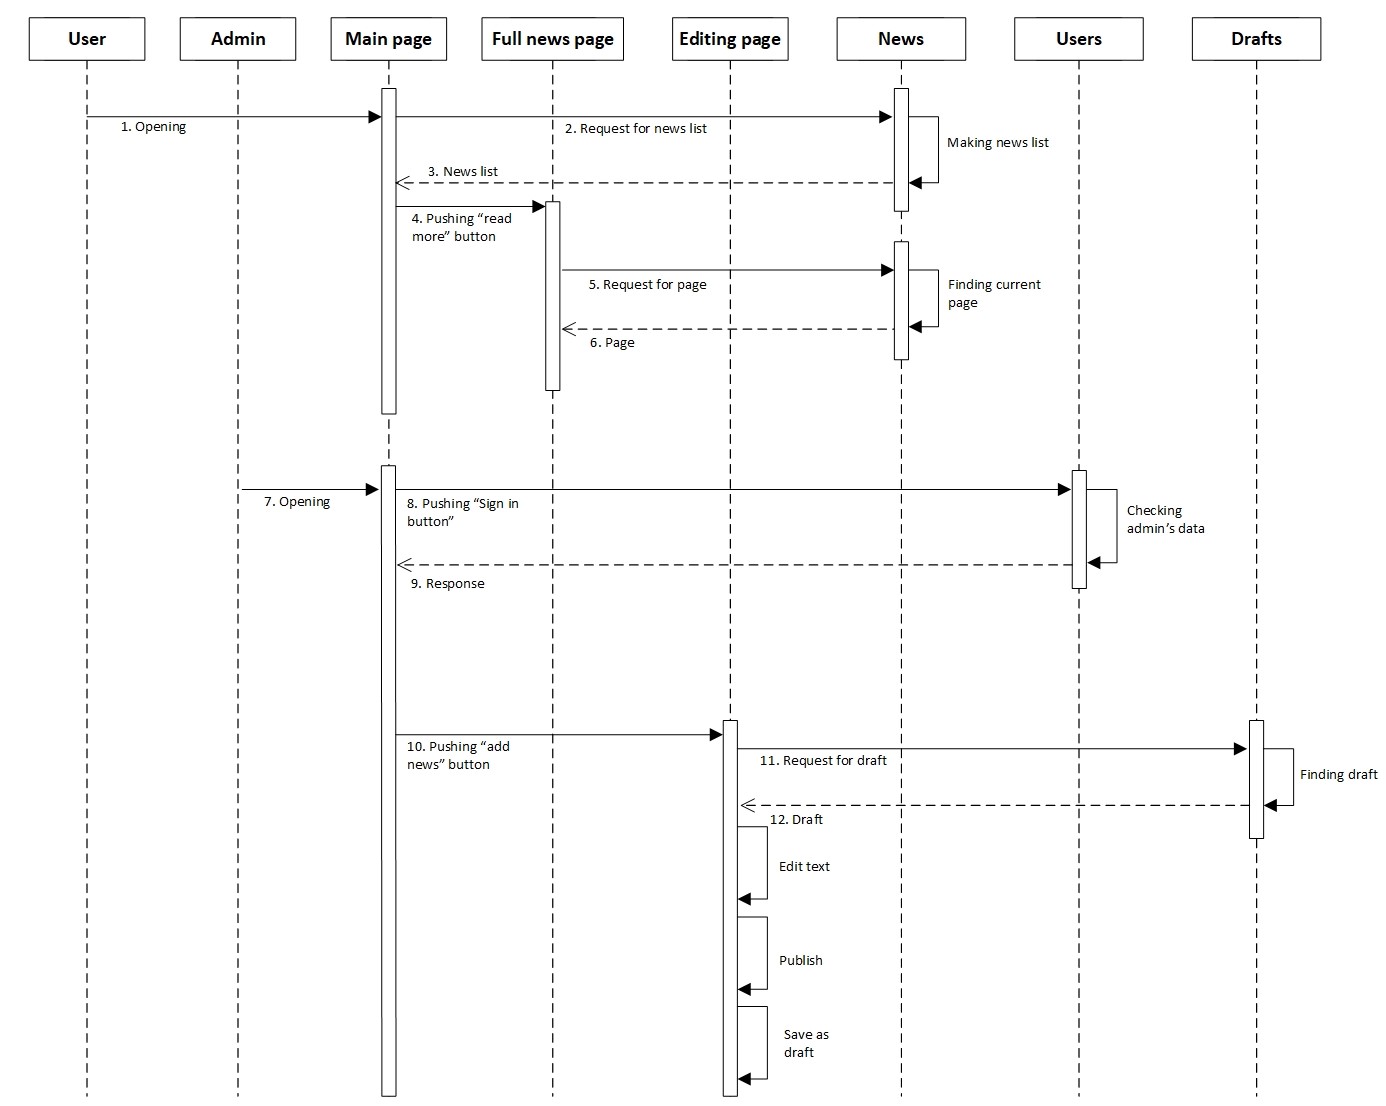 User
Admin
Main page
Full news page
Editing page
News
Users
Drafts
1. Opening
2. Request for news list
Making news list
3. News list
4. Pushing “read
more” button
5. Request for page
Finding current
page
6. Page
7. Opening
8. Pushing “Sign in
button”
Checking
admin’s data
9. Response
10. Pushing “add
news” button
11. Request for draft
Finding draft
12. Draft
Edit text
Publish
Save as
draft